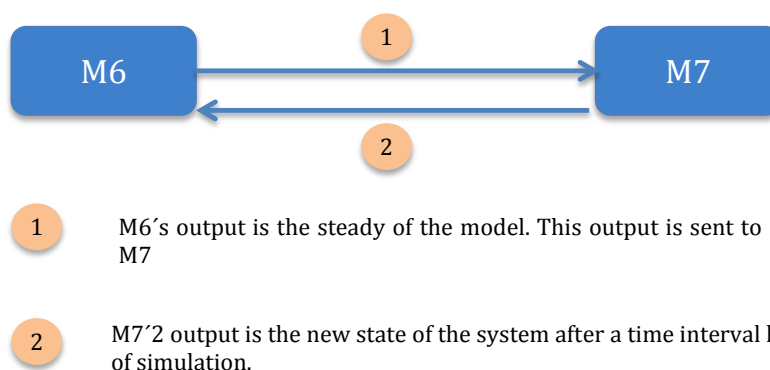 1
M6
M7
2
1
M6´s output is the steady of the model. This output is sent to
M7
2
M7´2 output is the new state of the system after a time interval
of simulation.